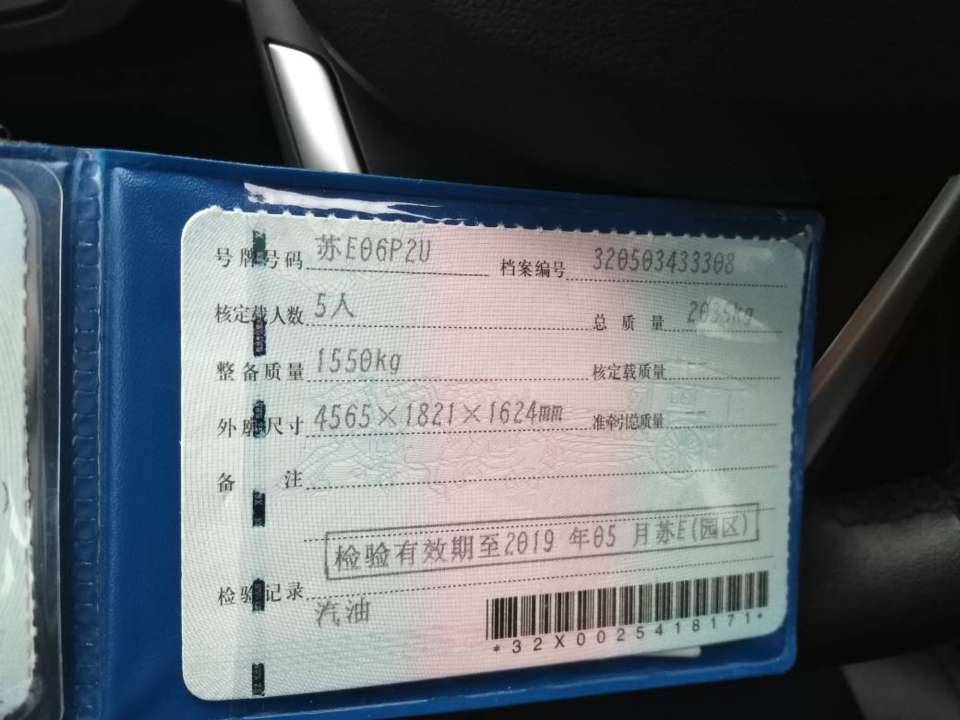 号牌号码 苏E06P2U 档案编号 320503433308
核定载人数 5人 总质量 2035kg
整备质量 1550kg 核定载质量 --
外廓尺寸 4565×1821×1624mm 准牵引总质量 --
备注
检验有效期至2019年05月苏E(园区)
检验记录
汽油
*32X0025418171*